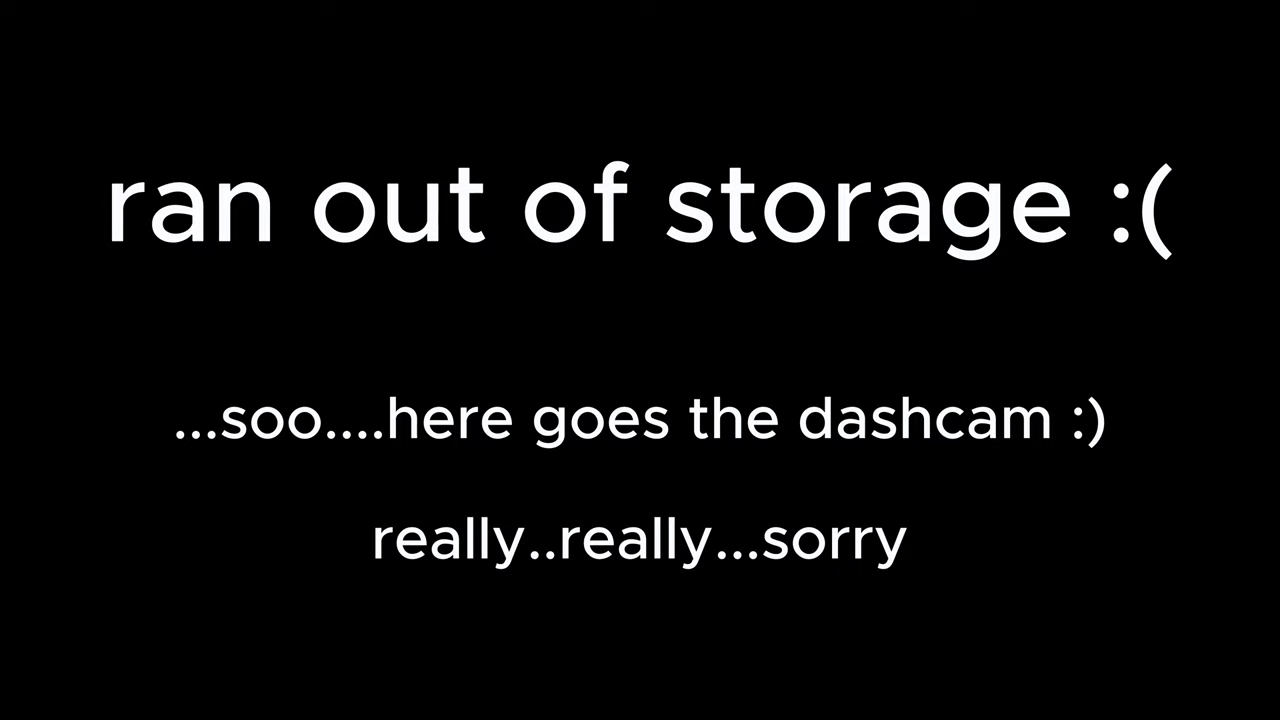 ran out of storage :(
...soo....here goes the dashcam :)
really..really...sorry